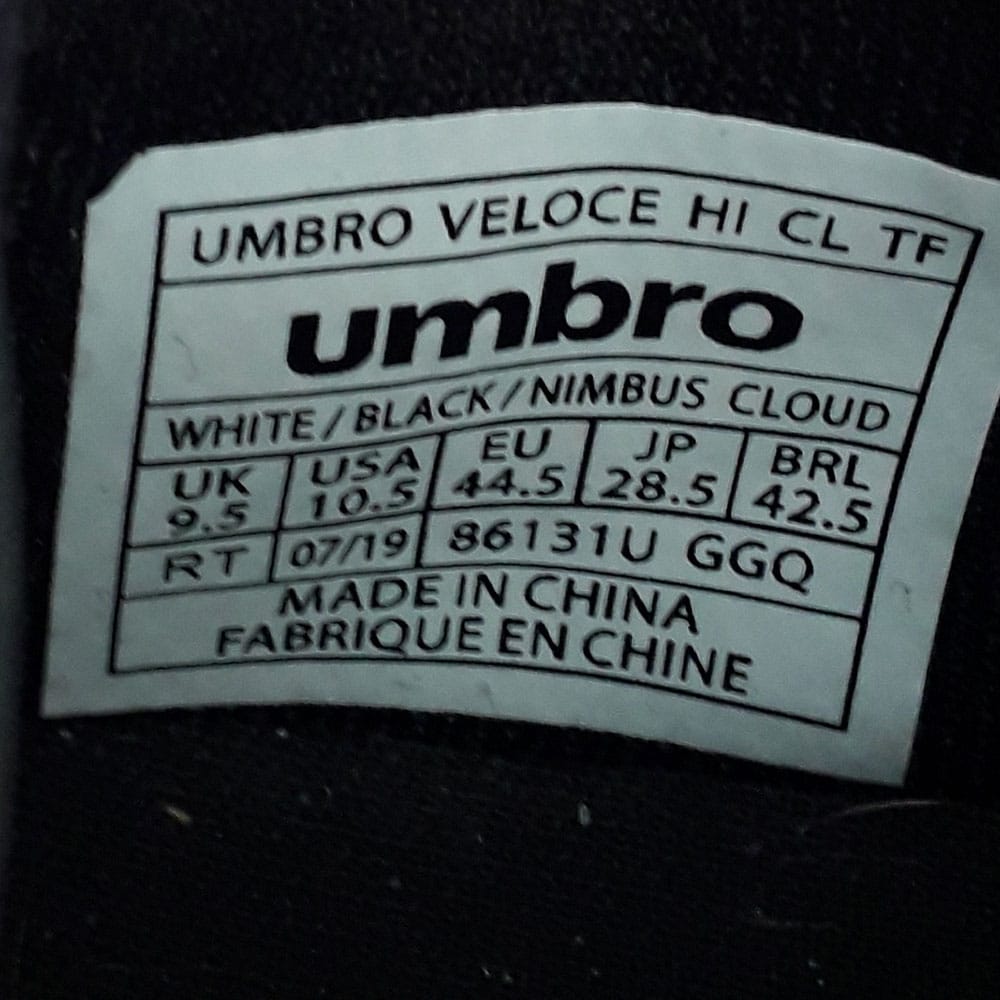 UMBRO VELOCE HI CL TF
umbro
WHITE/BLACK/NIMBUS CLOUD
UK USA EU JP BRL
9.5 10.5 44.5 28.5 42.5
RT 07/19 86131U GGQ
MADE IN CHINA
FABRIQUE EN CHINE